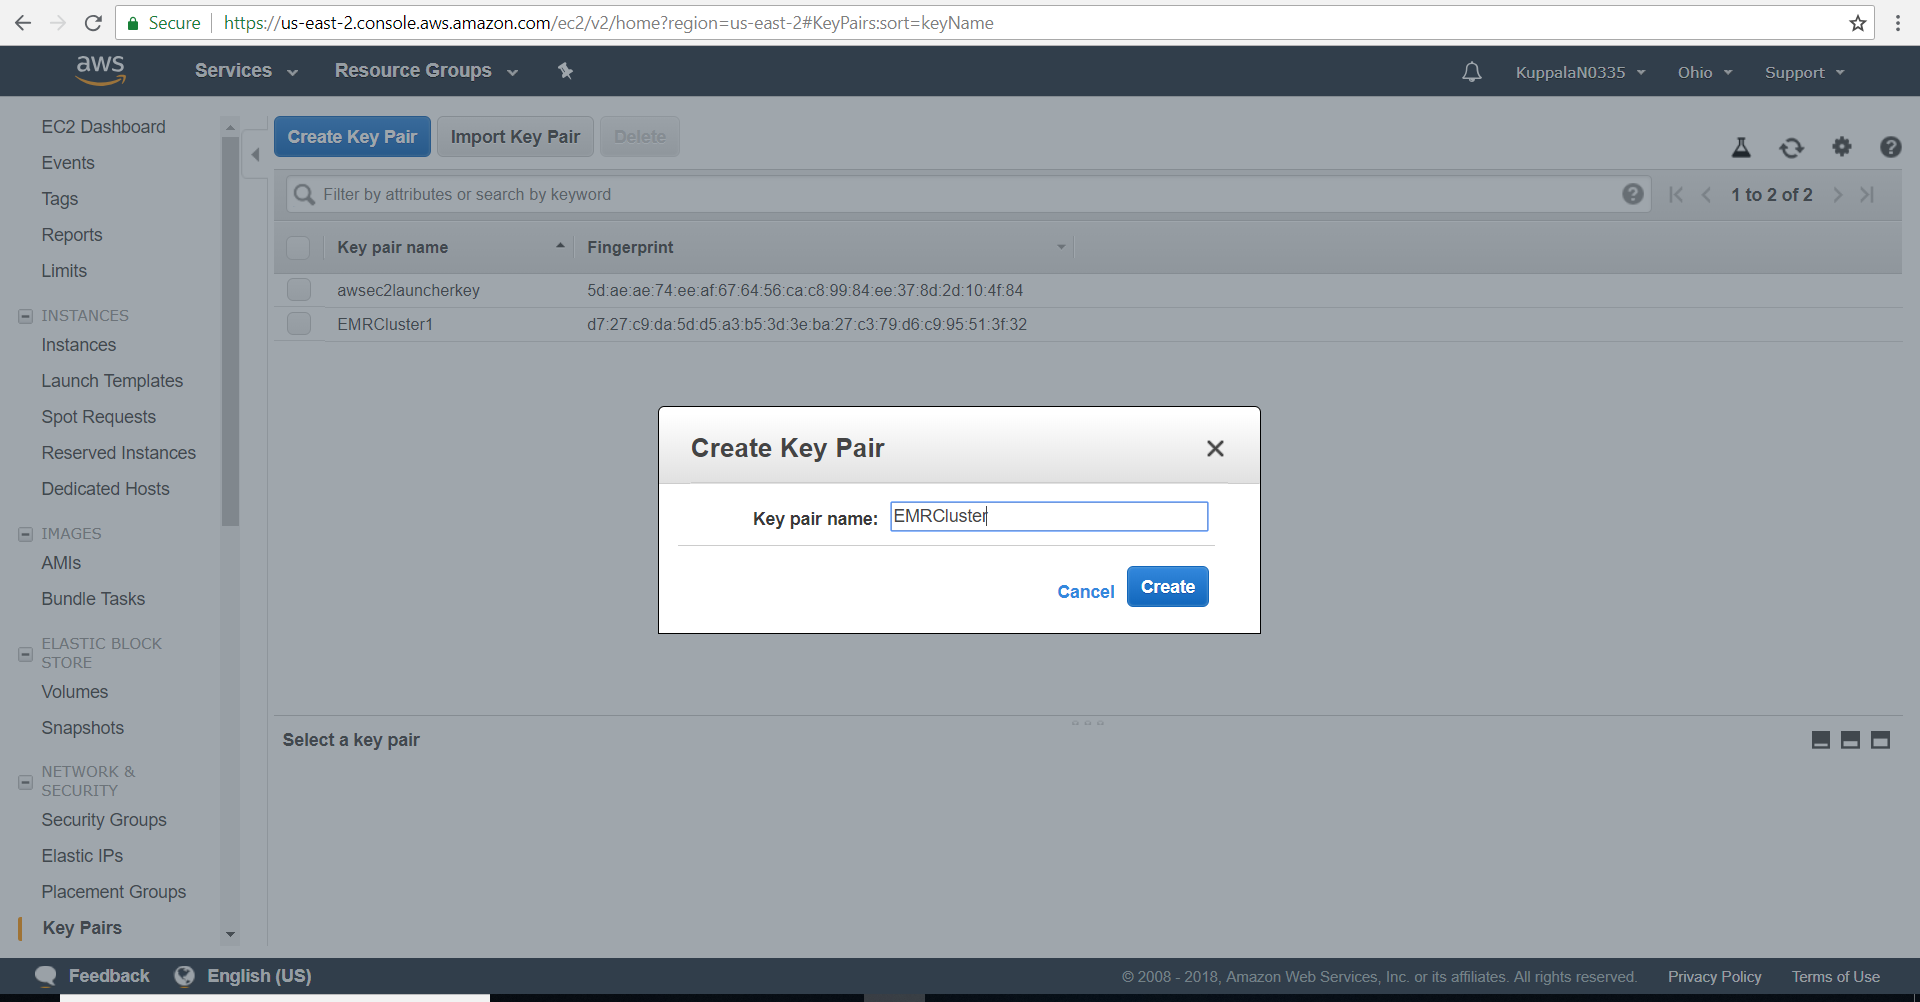 Secure https://us-east-2.console.aws.amazon.com/ec2/v2/home?region=us-east-2#KeyPairs:sort=keyName
aws Services Resource Groups KuppalaN0335 Ohio Support
EC2 Dashboard
Events
Tags
Reports
Limits
INSTANCES
Instances
Launch Templates
Spot Requests
Reserved Instances
Dedicated Hosts
IMAGES
AMIs
Bundle Tasks
ELASTIC BLOCK
STORE
Volumes
Snapshots
NETWORK &
SECURITY
Security Groups
Elastic IPs
Placement Groups
Key Pairs
Create Key Pair Import Key Pair Delete
Filter by attributes or search by keyword 1 to 2 of 2
Key pair name Fingerprint
awsec2launcherkey 5d:ae:ae:74:ee:af:67:64:56:ca:c8:99:84:ee:37:8d:2d:10:4f:84
EMRCluster1 d7:27:c9:da:5d:d5:a3:b5:3d:3e:ba:27:c3:79:d6:c9:95:51:3f:32
Create Key Pair
Key pair name: EMRCluster
Cancel Create
Select a key pair
Feedback English (US) © 2008 - 2018, Amazon Web Services, Inc. or its affiliates. All rights reserved. Privacy Policy Terms of Use